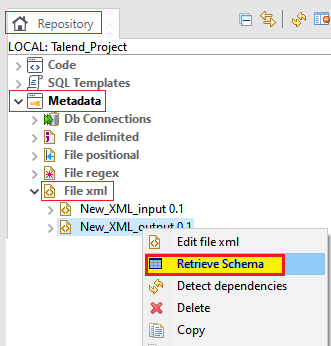 Repository
LOCAL: Talend_Project
Code
SQL Templates
Metadata
Db Connections
File delimited
File positional
File regex
File xml
New_XML_input 0.1
New_XML_output 0.1
Edit file xml
Retrieve Schema
Detect dependencies
Delete
Copy